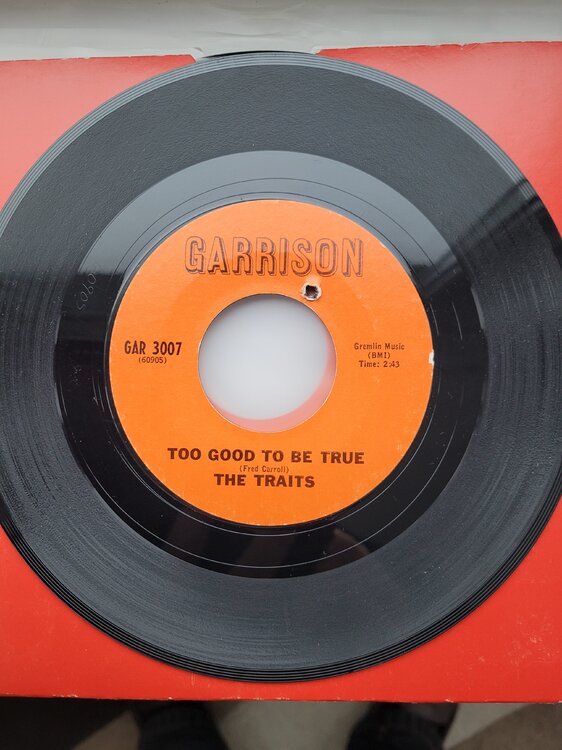 GARRISON
GAR 3007
(60905)
Gremlin Music
(BMI)
Time: 2:43
TOO GOOD TO BE TRUE
(Fred Carroll)
THE TRAITS